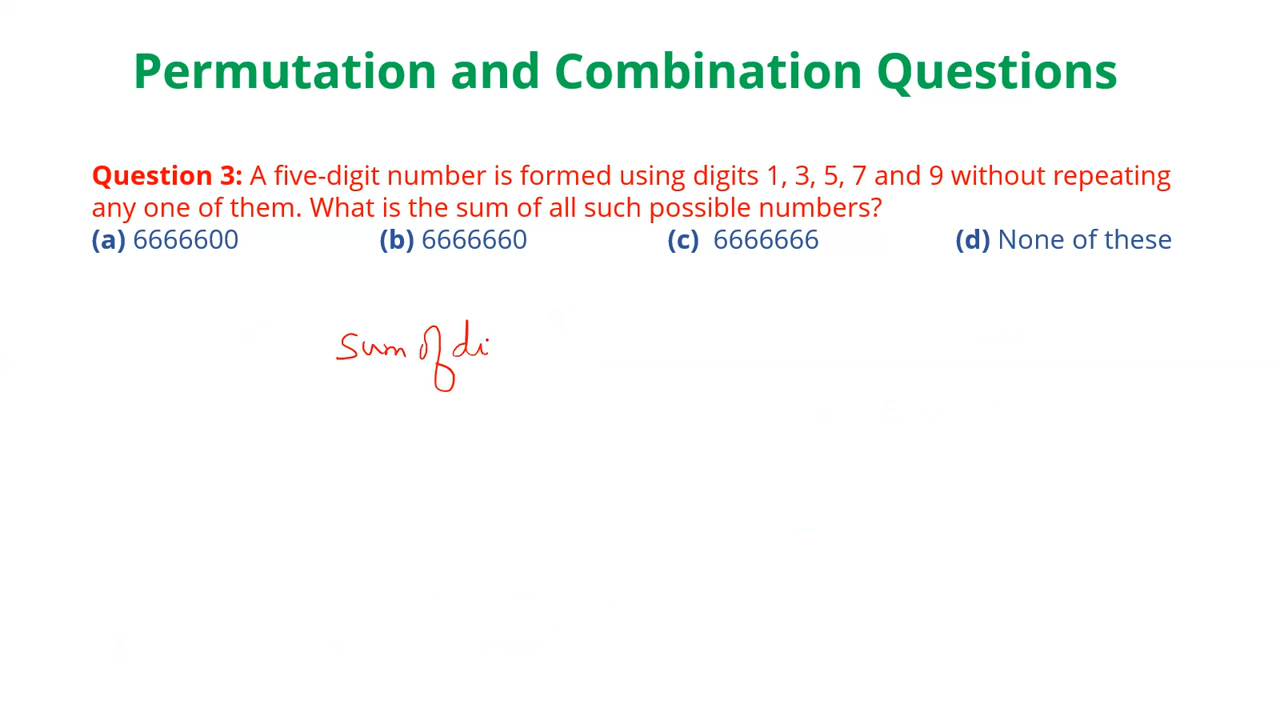 Permutation and Combination Questions
Question 3: A five-digit number is formed using digits 1, 3, 5, 7 and 9 without repeating
any one of them. What is the sum of all such possible numbers?
(a) 6666600 (b) 6666660 (c) 6666666 (d) None of these
Sum of di